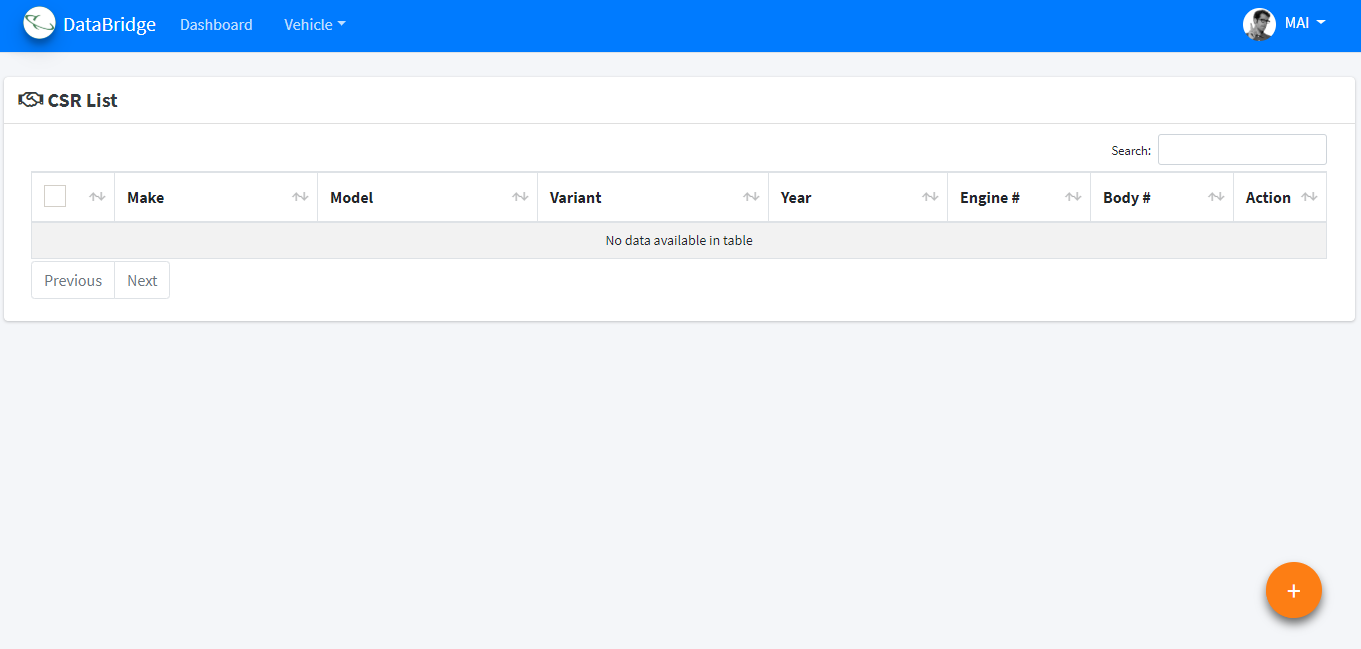 DataBridge Dashboard Vehicle MAI
CSR List
Search:
Make Model Variant Year Engine # Body # Action
No data available in table
Previous Next
+